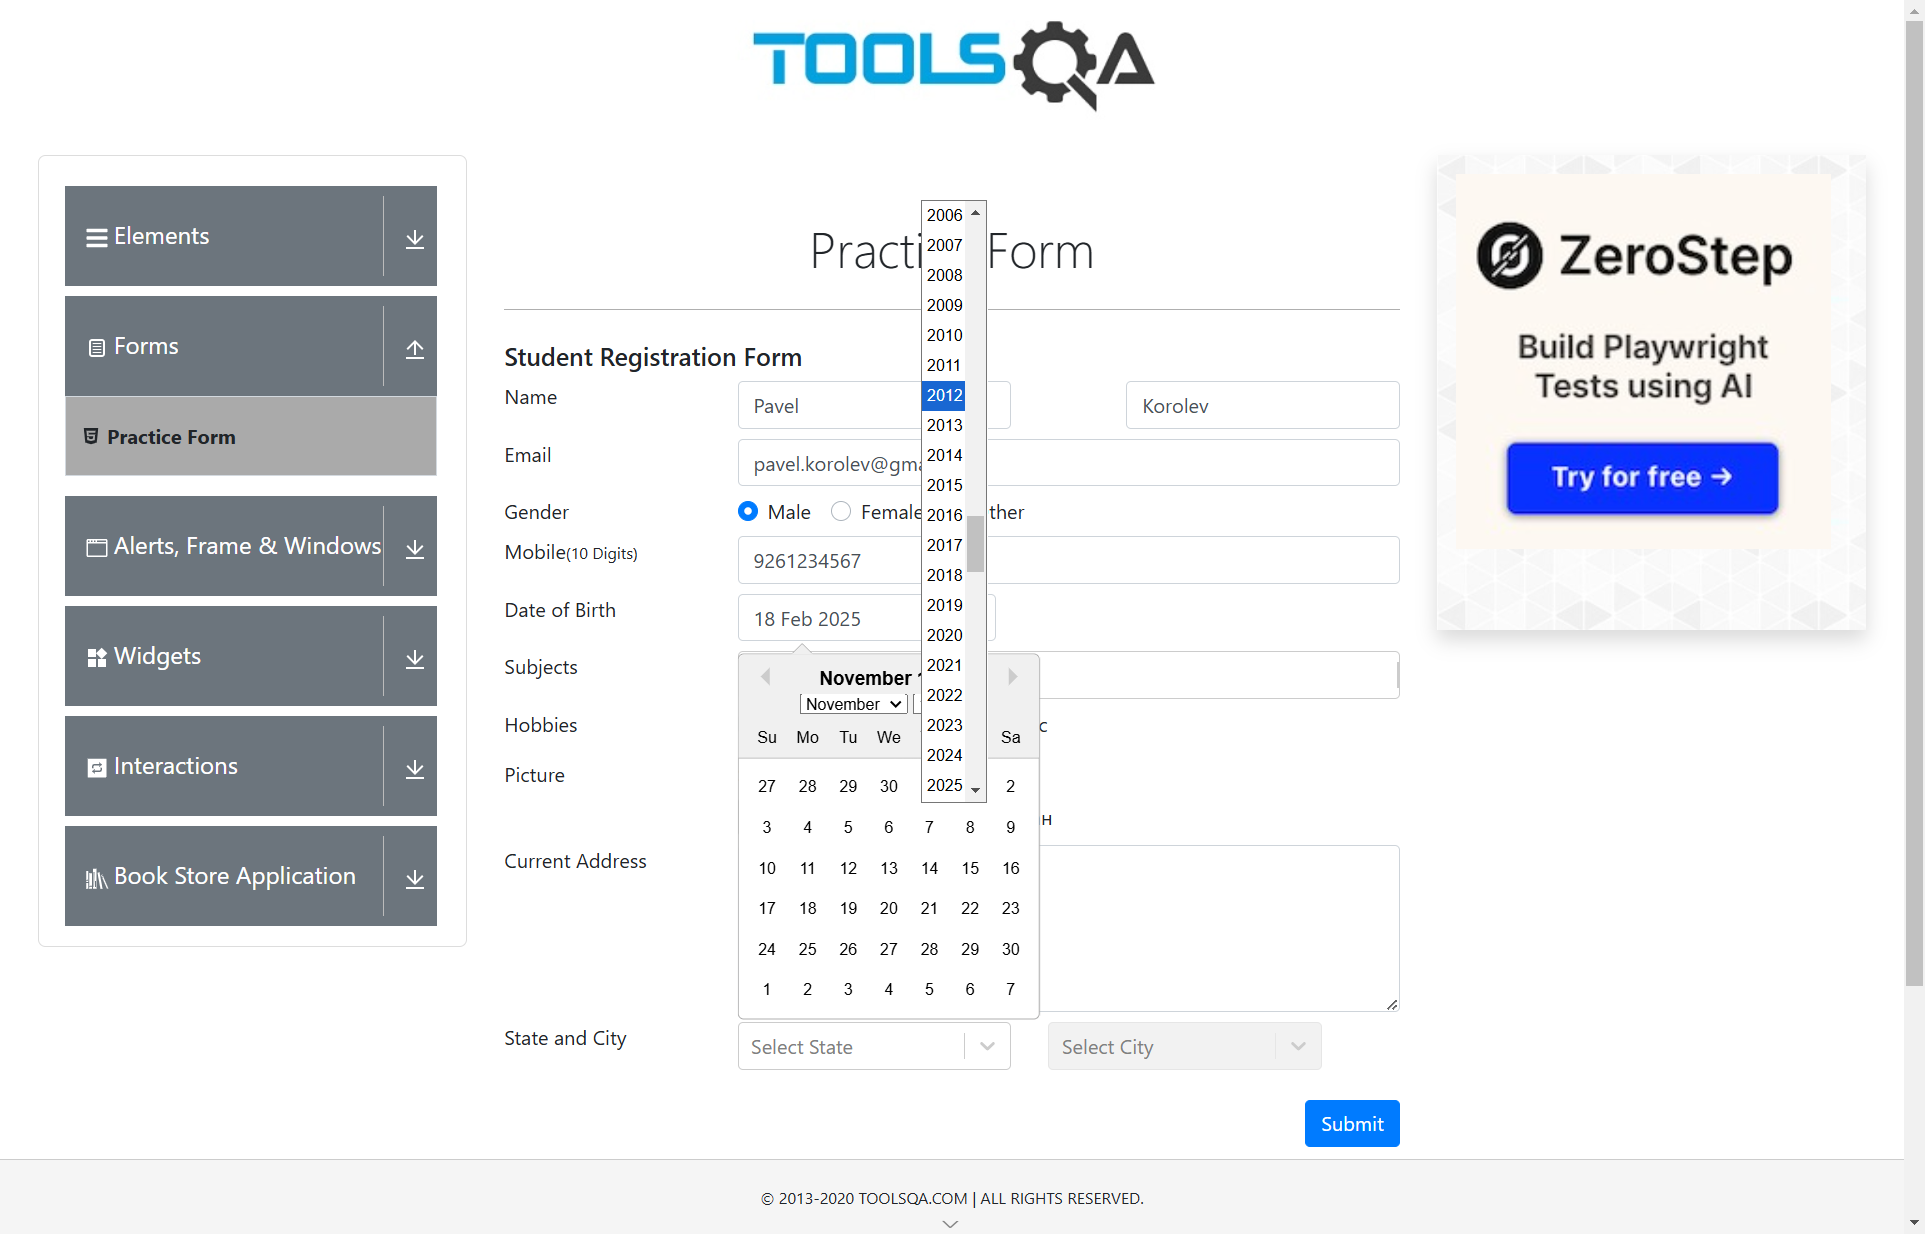 TOOLSQA
Elements
Forms
Practice Form
Alerts, Frame & Windows
Widgets
Interactions
Book Store Application
Practi Form
Student Registration Form
Name
Pavel
Korolev
Email
pavel.korolev@gma
Gender
Male
Female
ther
Mobile(10 Digits)
9261234567
Date of Birth
18 Feb 2025
Subjects
Hobbies
c
Picture
H
Current Address
State and City
Select State
Select City
Submit
2006
2007
2008
2009
2010
2011
2012
2013
2014
2015
2016
2017
2018
2019
2020
2021
2022
2023
2024
2025
November
November
Su Mo Tu We Sa
27 28 29 30 2
3 4 5 6 7 8 9
10 11 12 13 14 15 16
17 18 19 20 21 22 23
24 25 26 27 28 29 30
1 2 3 4 5 6 7
ZeroStep
Build Playwright
Tests using AI
Try for free →
© 2013-2020 TOOLSQA.COM | ALL RIGHTS RESERVED.